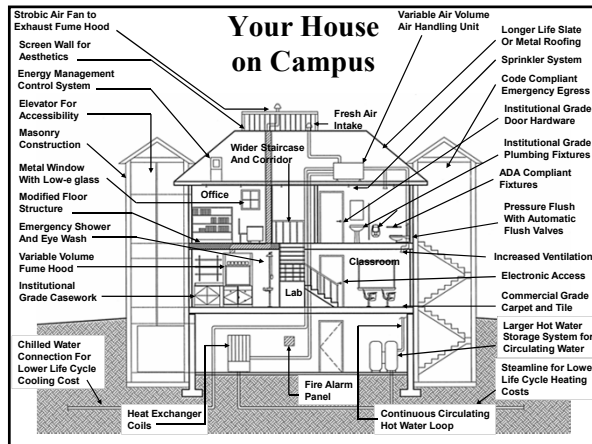 Your House
on Campus
Strobic Air Fan to
Exhaust Fume Hood
Screen Wall for
Aesthetics
Energy Management
Control System
Elevator For
Accessibility
Masonry
Construction
Metal Window
With Low-e glass
Modified Floor
Structure
Emergency Shower
And Eye Wash
Variable Volume
Fume Hood
Institutional
Grade Casework
Chilled Water
Connection For
Lower Life Cycle
Cooling Cost
Heat Exchanger
Coils
Fire Alarm
Panel
Continuous Circulating
Hot Water Loop
Office
Wider Staircase
And Corridor
Fresh Air
Intake
Lab
Classroom
Variable Air Volume
Air Handling Unit
Longer Life Slate
Or Metal Roofing
Sprinkler System
Code Compliant
Emergency Egress
Institutional Grade
Door Hardware
Institutional Grade
Plumbing Fixtures
ADA Compliant
Fixtures
Pressure Flush
With Automatic
Flush Valves
Increased Ventilation
Electronic Access
Commercial Grade
Carpet and Tile
Larger Hot Water
Storage System for
Circulating Water
Steamline for Lower
Life Cycle Heating
Costs